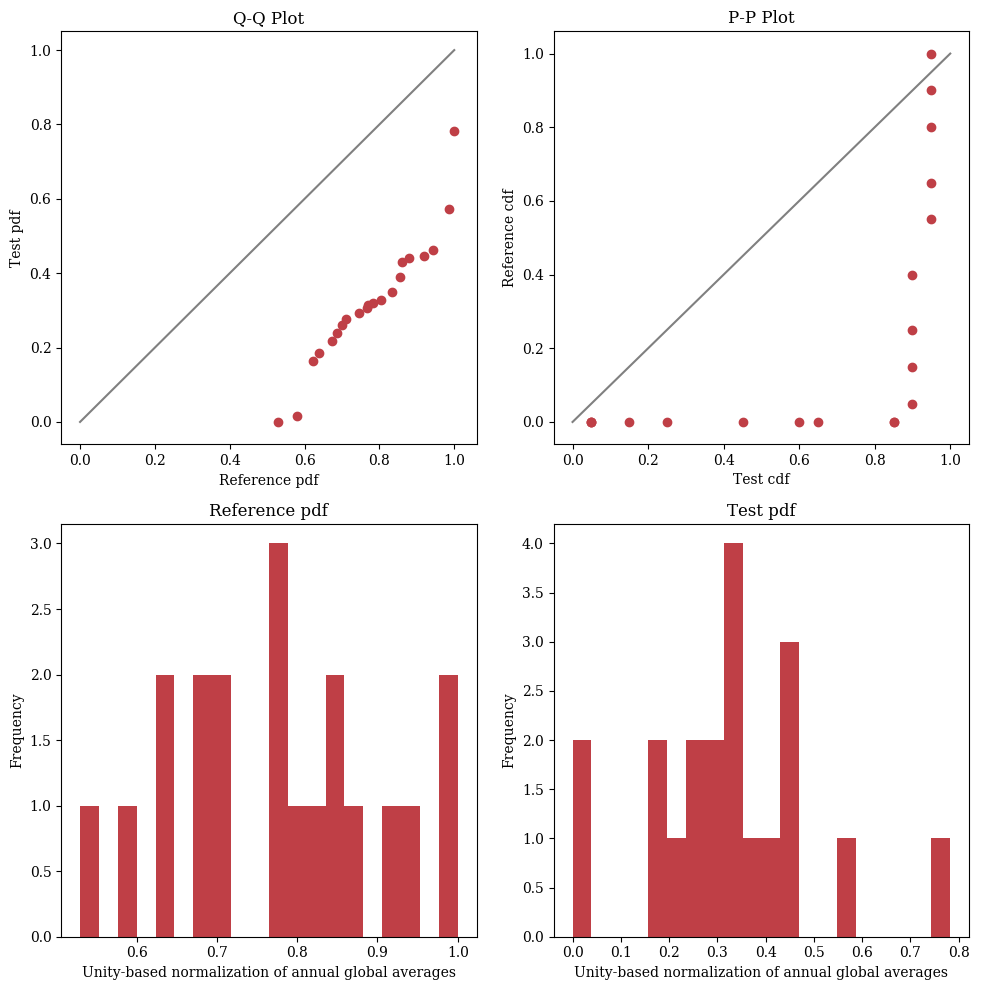 Q-Q Plot
1.0
0.8
0.6
0.4
0.2
0.0
Test pdf
0.0 0.2 0.4 0.6 0.8 1.0
Reference pdf
P-P Plot
1.0
0.8
0.6
0.4
0.2
0.0
Reference cdf
0.0 0.2 0.4 0.6 0.8 1.0
Test cdf
Reference pdf
3.0
2.5
2.0
1.5
1.0
0.5
0.0
Frequency
0.6 0.7 0.8 0.9 1.0
Unity-based normalization of annual global averages
Test pdf
4.0
3.5
3.0
2.5
2.0
1.5
1.0
0.5
0.0
Frequency
0.0 0.1 0.2 0.3 0.4 0.5 0.6 0.7 0.8
Unity-based normalization of annual global averages